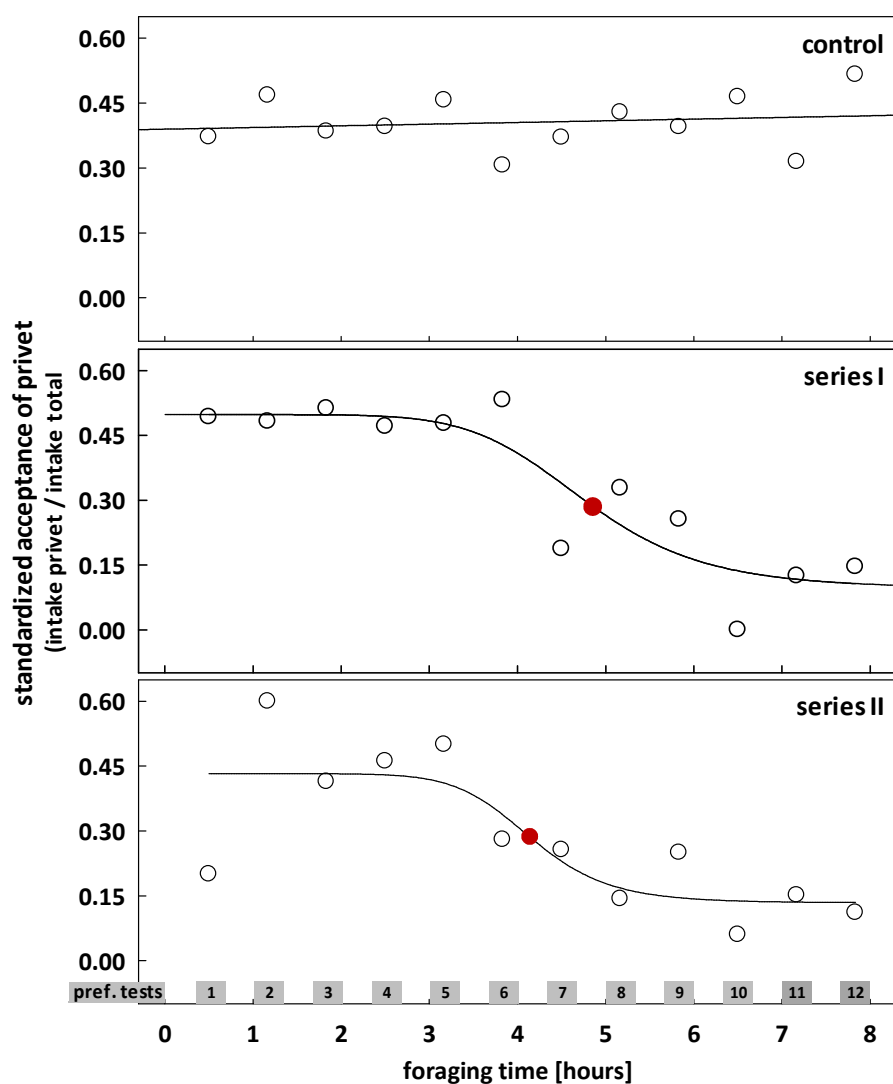 standardized acceptance of privet
(intake privet / intake total
control
0.60
0.45
0.30
0.15
0.00
series I
0.60
0.45
0.30
0.15
0.00
series II
0.60
0.45
0.30
0.15
0.00
pref. tests 1 2 3 4 5 6 7 8 9 10 11 12
0 1 2 3 4 5 6 7 8
foraging time [hours]